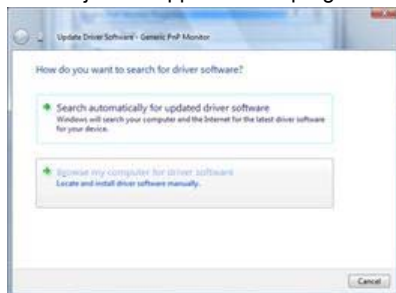 Update Driver Software - Generic PnP Monitor
How do you want to search for driver software?
Search automatically for updated driver software
Windows will search your computer and the Internet for the latest driver software
for your device.
Browse my computer for driver software
Locate and install driver software manually.
Cancel